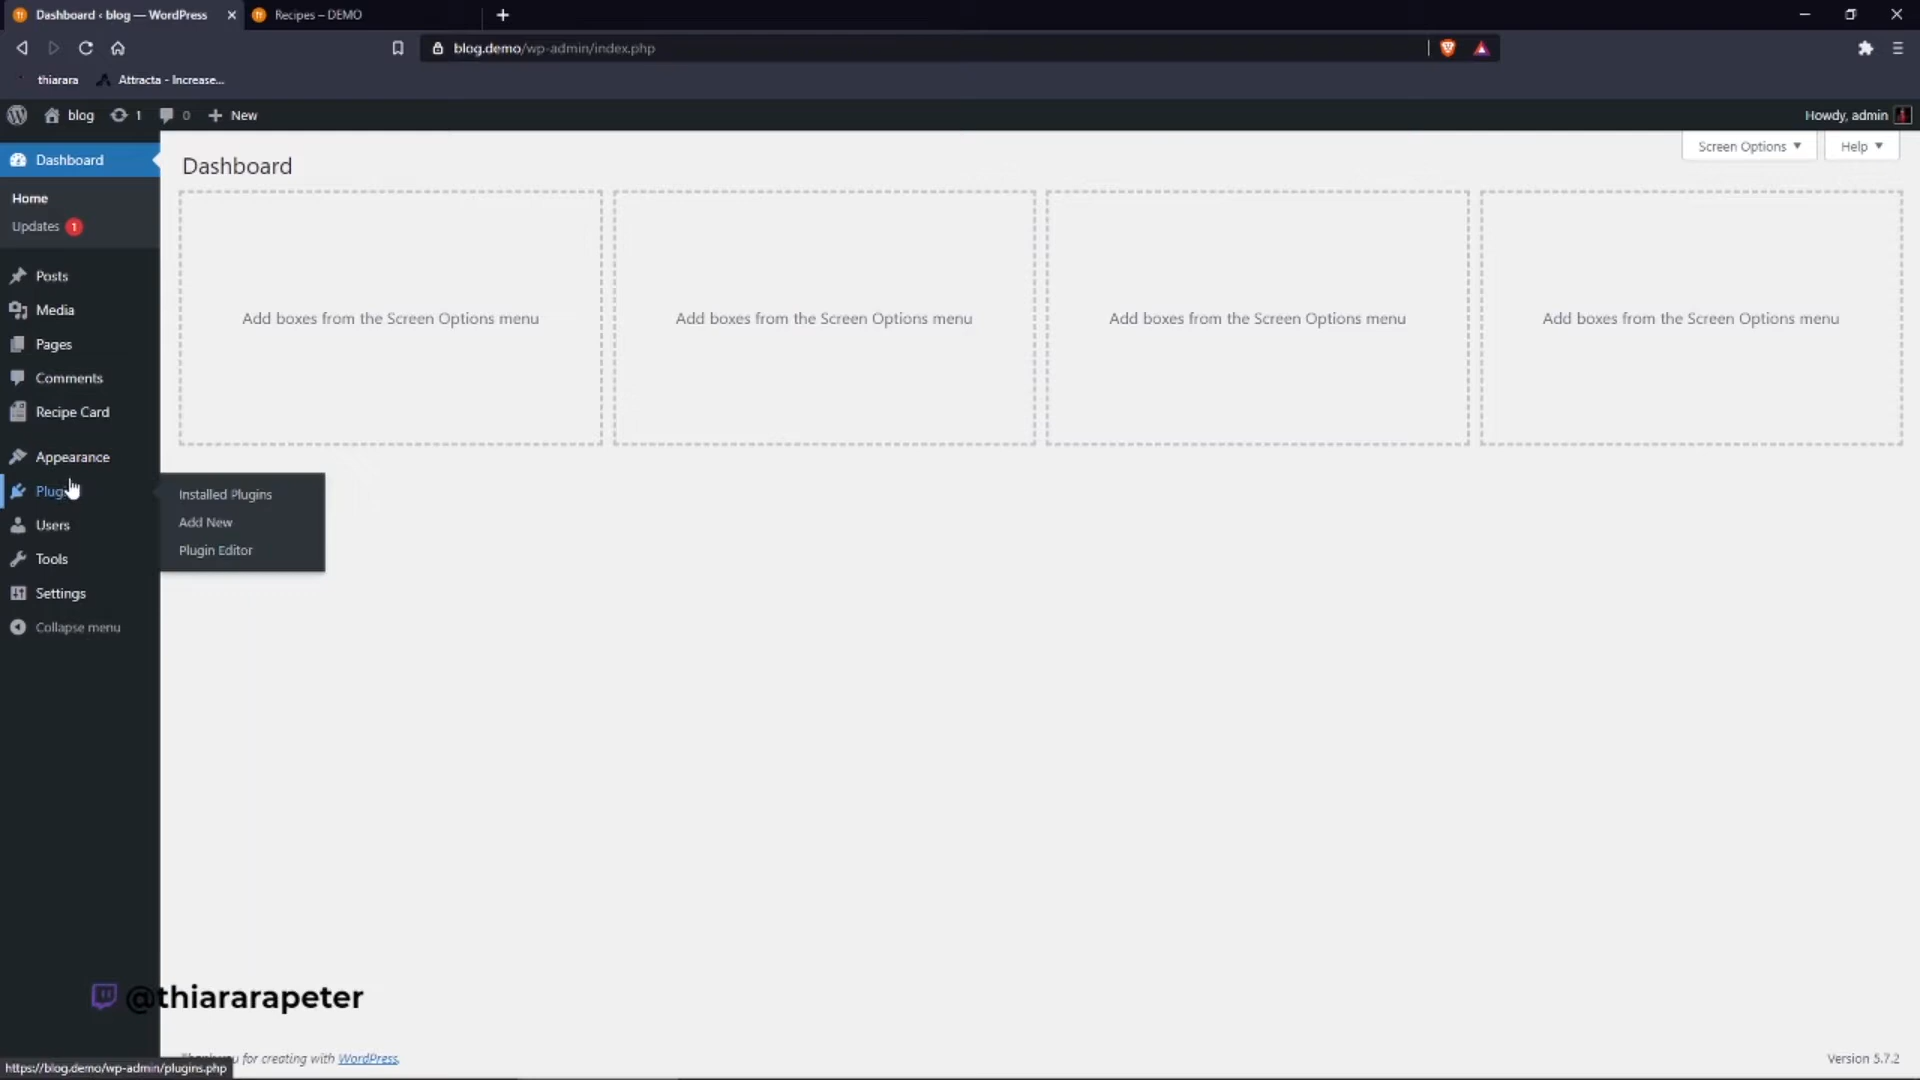 Dashboard ‹ blog — WordPress
Recipes – DEMO
blog.demo/wp-admin/index.php
thiarara
Attracta - Increase...
blog
1
0
New
Howdy, admin
Dashboard
Dashboard
Screen Options
Help
Home
Updates 1
Posts
Media
Pages
Comments
Recipe Card
Appearance
Users
Tools
Settings
Collapse menu
Add boxes from the Screen Options menu
Add boxes from the Screen Options menu
Add boxes from the Screen Options menu
Add boxes from the Screen Options menu
Installed Plugins
Add New
Plugin Editor
@thiararapeter
for creating with WordPress.
Version 5.7.2
https://blog.demo/wp-admin/plugins.php